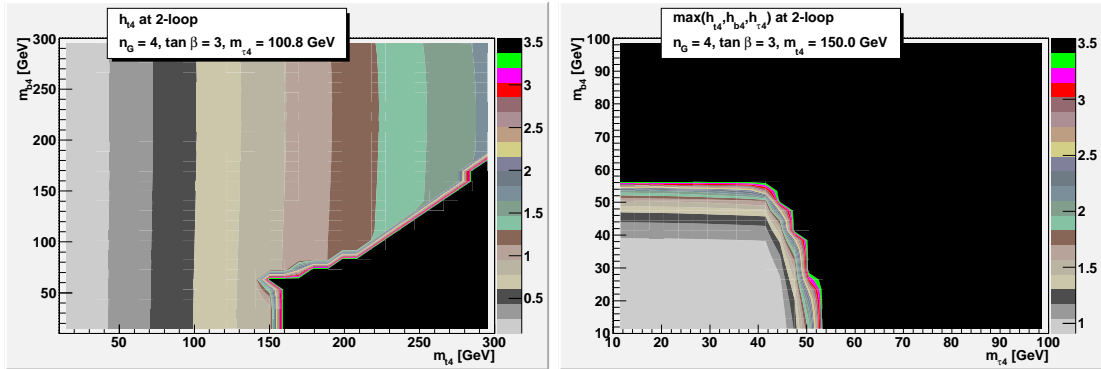 h_t4 at 2-loop
n_G = 4, tan β = 3, m_τ4 = 100.8 GeV
m_b4 [GeV]
300
250
200
150
100
50
50 100 150 200 250 300
m_t4 [GeV]
3.5
3
2.5
2
1.5
1
0.5
max(h_t4,h_b4,h_τ4) at 2-loop
n_G = 4, tan β = 3, m_t4 = 150.0 GeV
m_b4 [GeV]
100
90
80
70
60
50
40
30
20
10
10 20 30 40 50 60 70 80 90 100
m_τ4 [GeV]
3.5
3
2.5
2
1.5
1